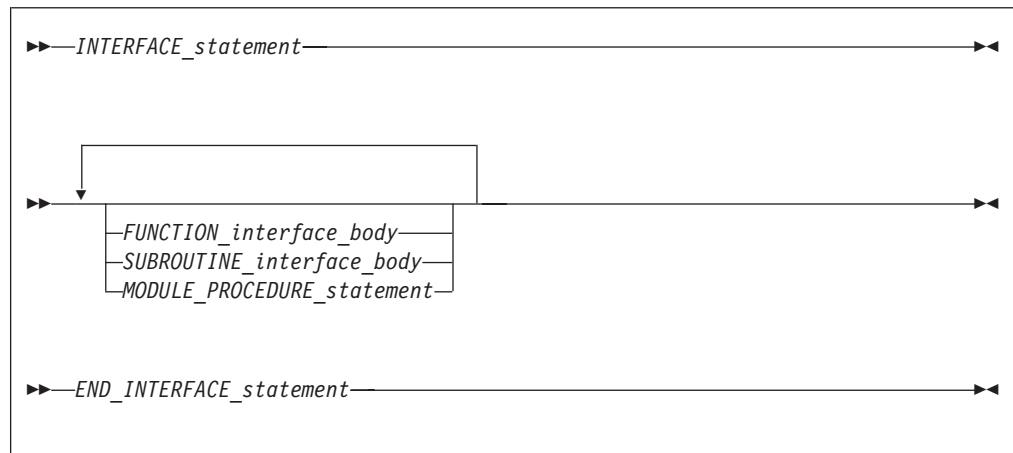 INTERFACE_statement
FUNCTION_interface_body
SUBROUTINE_interface_body
MODULE_PROCEDURE_statement
END_INTERFACE_statement